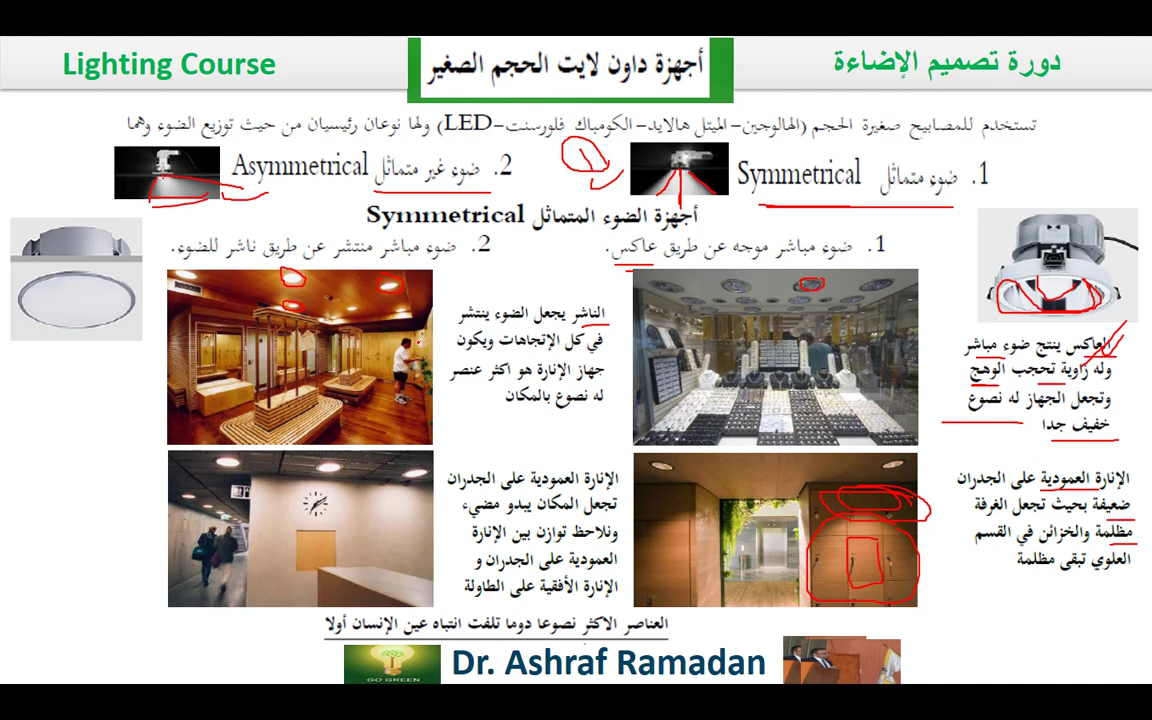 Lighting Course
أجهزة داون لايت الحجم الصغير
دورة تصميم الإضاءة
تستخدم للمصابيح صغيرة الحجم (الهالوجين- الميتل هالايد- الكومباك فلورسنت-LED) ولها نوعان رئيسيان من حيث توزيع الضوء وهما
1. ضوء متماثل Symmetrical
2. ضوء غير متماثل Asymmetrical
أجهزة الضوء المتماثل Symmetrical
1. ضوء مباشر موجه عن طريق عاكس.
2. ضوء مباشر منتشر عن طريق ناشر للضوء.
العاكس ينتج ضوء مباشر
وله زاوية تحجب الوهج
وتجعل الجهاز له نصوع
خفيف جدا
الناشر يجعل الضوء ينتشر
في كل الإتجاهات ويكون
جهاز الإنارة هو اكثر عنصر
له نصوع بالمكان
الإنارة العمودية على الجدران
ضعيفة بحيث تجعل الغرفة
مظلمة والخزائن في القسم
العلوي تبقى مظلمة
الإنارة العمودية على الجدران
تجعل المكان يبدو مضيء
ونلاحظ توازن بين الإنارة
العمودية على الجدران و
الإنارة الأفقية على الطاولة
العناصر الاكثر نصوعا دوما تلفت انتباه عين الإنسان أولا
GO GREEN
Dr. Ashraf Ramadan